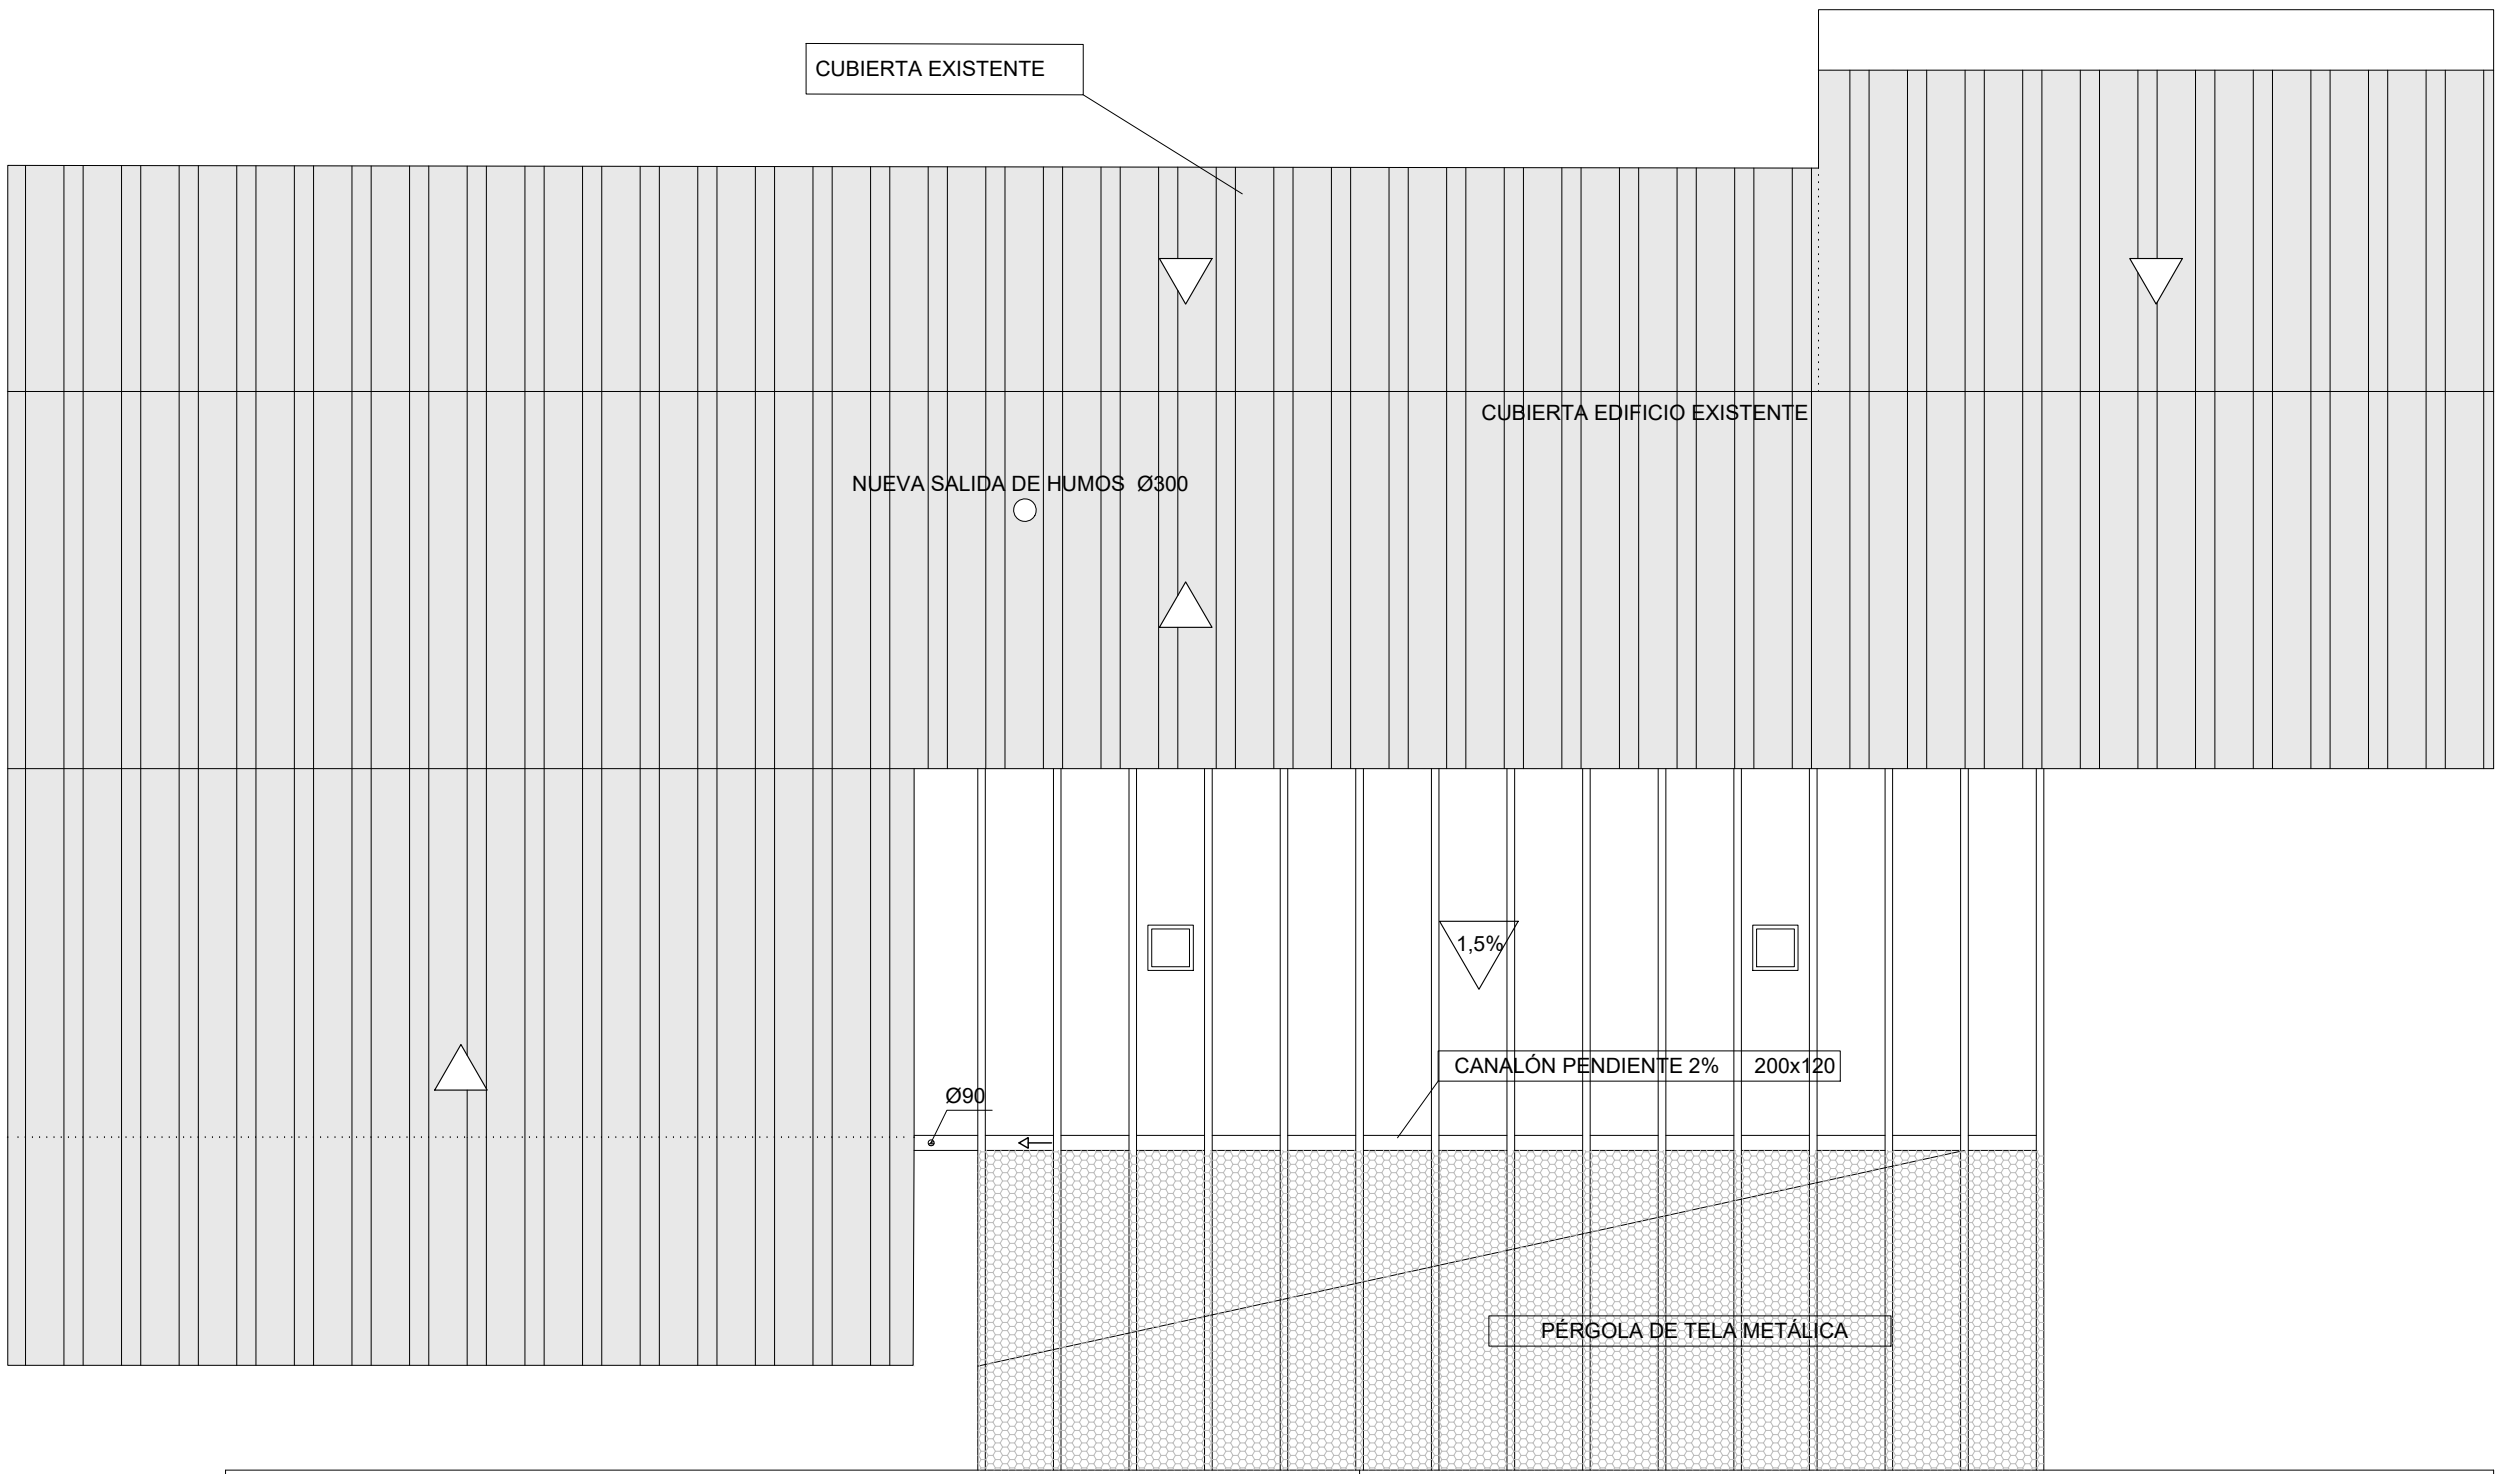 CUBIERTA EXISTENTE
CUBIERTA EDIFICIO EXISTENTE
NUEVA SALIDA DE HUMOS Ø300
1,5%
CANALÓN PENDIENTE 2% 200x120
Ø90
PÉRGOLA DE TELA METÁLICA